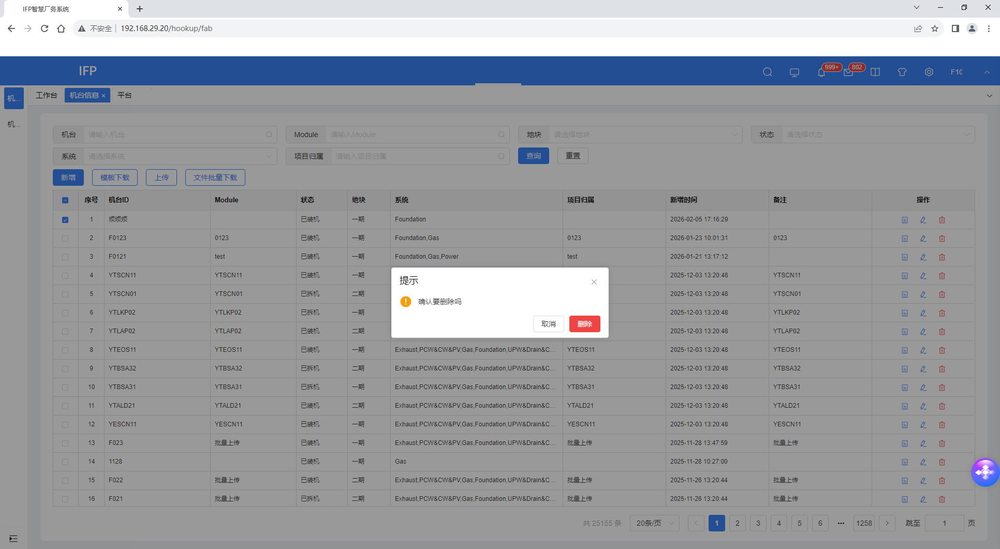 IFP智慧厂务系统
不安全 192.168.29.20/hookup/fab
IFP 999+ 802 F10
机... 工作台 机台信息 平台
机...
机台 请输入机台 Module 请输入Module 地块 请选择地块 状态 请选择状态
系统 请选择系统 项目归属 请输入项目归属 查询 重置
新增 模板下载 上传 文件批量下载
序号 机台ID Module 状态 地块 系统 项目归属 新增时间 备注 操作
1 烦烦烦 已装机 一期 Foundation 2026-02-05 17:16:29
2 F0123 0123 已装机 一期 Foundation,Gas 0123 2026-01-23 10:01:31 0123
3 F0121 test 已装机 一期 Foundation,Gas,Power test 2026-01-21 13:17:12
4 YTSCN11 YTSCN11 已装机 一期 2025-12-03 13:20:48 YTSCN11
5 YTSCN01 YTSCN01 已拆机 二期 2025-12-03 13:20:48 YTSCN01
6 YTLKP02 YTLKP02 已拆机 一期 2025-12-03 13:20:48 YTLKP02
7 YTLAP02 YTLAP02 已装机 二期 2025-12-03 13:20:48 YTLAP02
提示
确认要删除吗
取消 删除
8 YTEOS11 YTEOS11 已装机 一期 Exhaust,PCW&CW&PV,Gas,Foundation,UPW&Drain&C... YTEOS11 2025-12-03 13:20:48 YTEOS11
9 YTBSA32 YTBSA32 已拆机 二期 Exhaust,PCW&CW&PV,Gas,Foundation,UPW&Drain&C... YTBSA32 2025-12-03 13:20:48 YTBSA32
10 YTBSA31 YTBSA31 已拆机 一期 Exhaust,PCW&CW&PV,Gas,Foundation,UPW&Drain&C... YTBSA31 2025-12-03 13:20:48 YTBSA31
11 YTALD21 YTALD21 已装机 二期 Exhaust,PCW&CW&PV,Gas,Foundation,UPW&Drain&C... YTALD21 2025-12-03 13:20:48 YTALD21
12 YESCN11 YESCN11 已装机 一期 Exhaust,PCW&CW&PV,Gas,Foundation,UPW&Drain&C... YESCN11 2025-12-03 13:20:48 YESCN11
13 F023 批量上传 已装机 一期 Exhaust,PCW&CW&PV,Gas,Foundation,UPW&Drain&C... 批量上传 2025-11-28 13:47:59 批量上传
14 1128 已装机 一期 Gas 2025-11-28 10:27:00
15 F022 批量上传 已装机 二期 Exhaust,PCW&CW&PV,Gas,Foundation,UPW&Drain&C... 批量上传 2025-11-26 13:20:44 批量上传
16 F021 批量上传 已拆机 二期 Exhaust,PCW&CW&PV,Gas,Foundation,UPW&Drain&C... 批量上传 2025-11-26 13:20:44 批量上传
共 25155 条 20条/页 1 2 3 4 5 6 ••• 1258 跳至 1 页